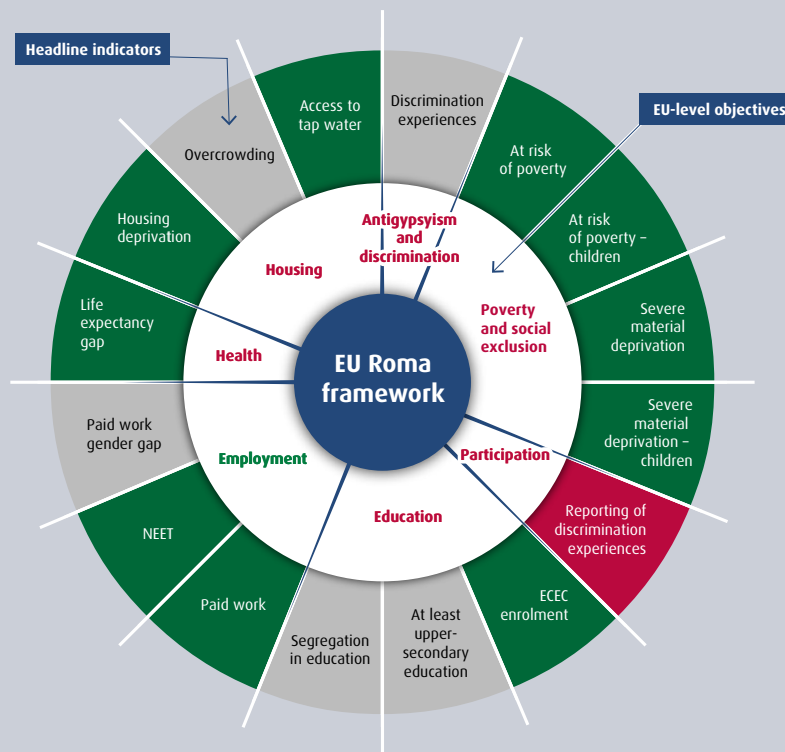 Headline indicators
EU-level objectives
Access to
tap water
Discrimination
experiences
At risk
of poverty
At risk
of poverty –
children
Severe
material
deprivation
Severe
material
deprivation –
children
Reporting of
discrimination
experiences
ECEC
enrolment
At least
upper-
secondary
education
Segregation
in education
Paid work
NEET
Paid work
gender gap
Life
expectancy
gap
Housing
deprivation
Overcrowding
Antigypsyism
and
discrimination
Poverty
and social
exclusion
Participation
Education
Employment
Health
Housing
EU Roma
framework